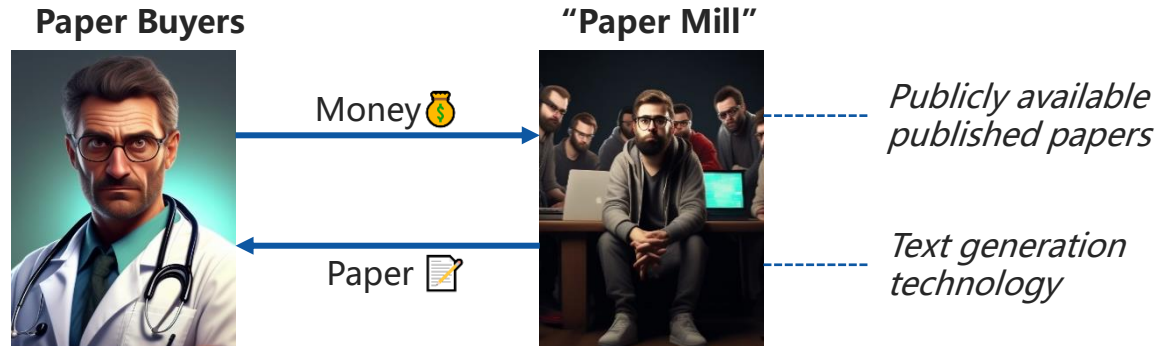 Paper Buyers
“Paper Mill”
Money💰
Paper 📝
Publicly available
published papers
Text generation
technology